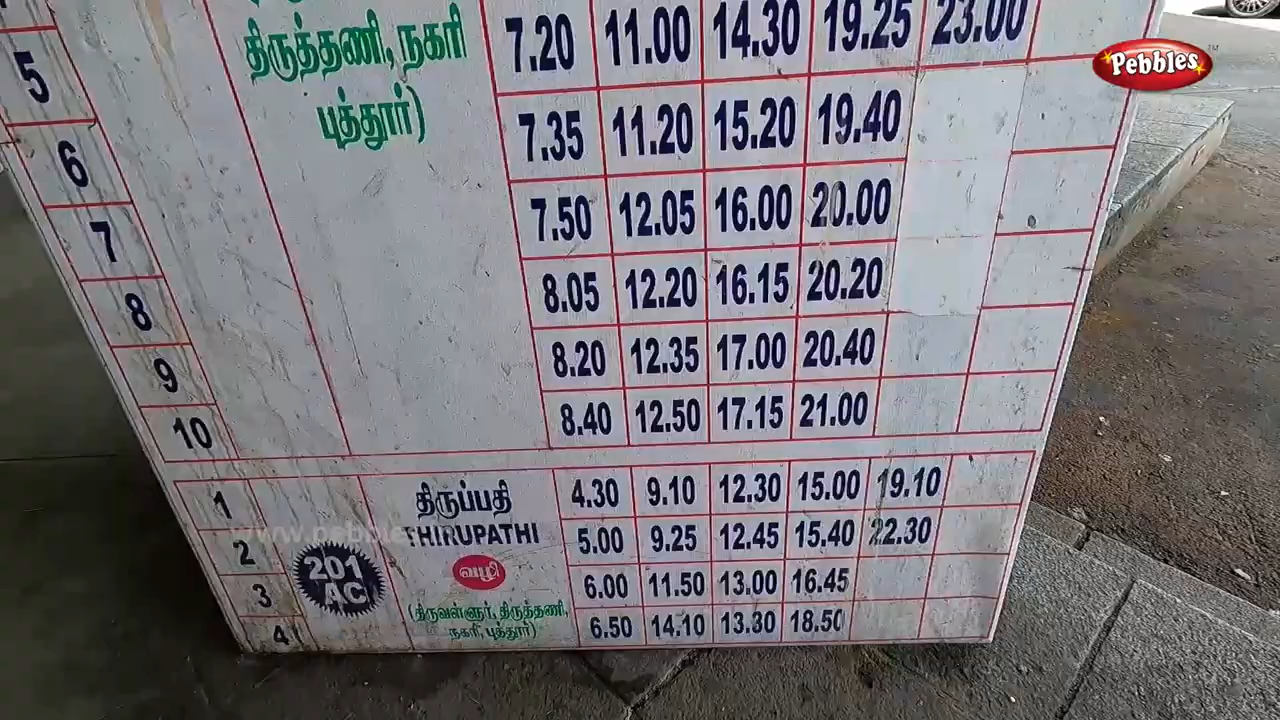 5 திருத்தணி, நகரி 7.20 11.00 14.30 19.25 23.00
Pebbles
6 புத்தூர்) 7.35 11.20 15.20 19.40
7 7.50 12.05 16.00 20.00
8 8.05 12.20 16.15 20.20
9 8.20 12.35 17.00 20.40
10 8.40 12.50 17.15 21.00
1 திருப்பதி 4.30 9.10 12.30 15.00 19.10
2 THIRUPATHI 5.00 9.25 12.45 15.40 22.30
201 AC
3 வழி 6.00 11.50 13.00 16.45
(திருவள்ளூர், திருத்தணி,
4 நகரி, புத்தூர்) 6.50 14.10 13.30 18.50